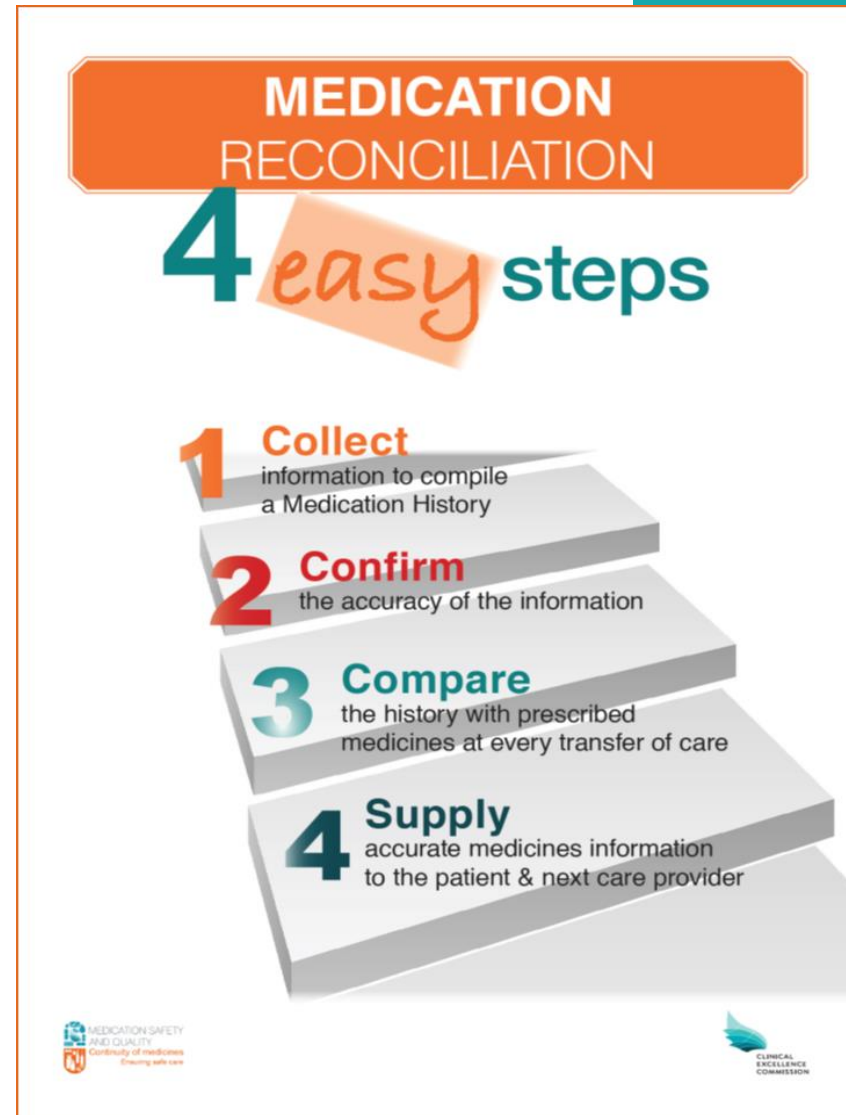 MEDICATION
RECONCILIATION
4 easy steps
1 Collect
information to compile
a Medication History
2 Confirm
the accuracy of the information
3 Compare
the history with prescribed
medicines at every transfer of care
4 Supply
accurate medicines information
to the patient & next care provider
MEDICATION SAFETY
AND QUALITY
Continuity of medicines
Ensuring safe care
CLINICAL
EXCELLENCE
COMMISSION